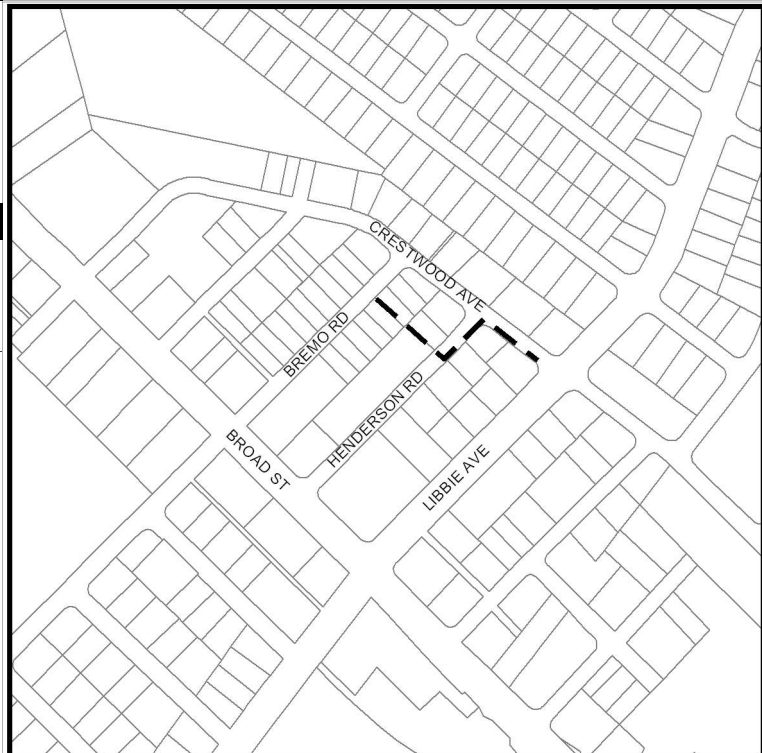 CRESTWOOD AVE
BREMO RD
HENDERSON RD
BROAD ST
LIBBIE AVE